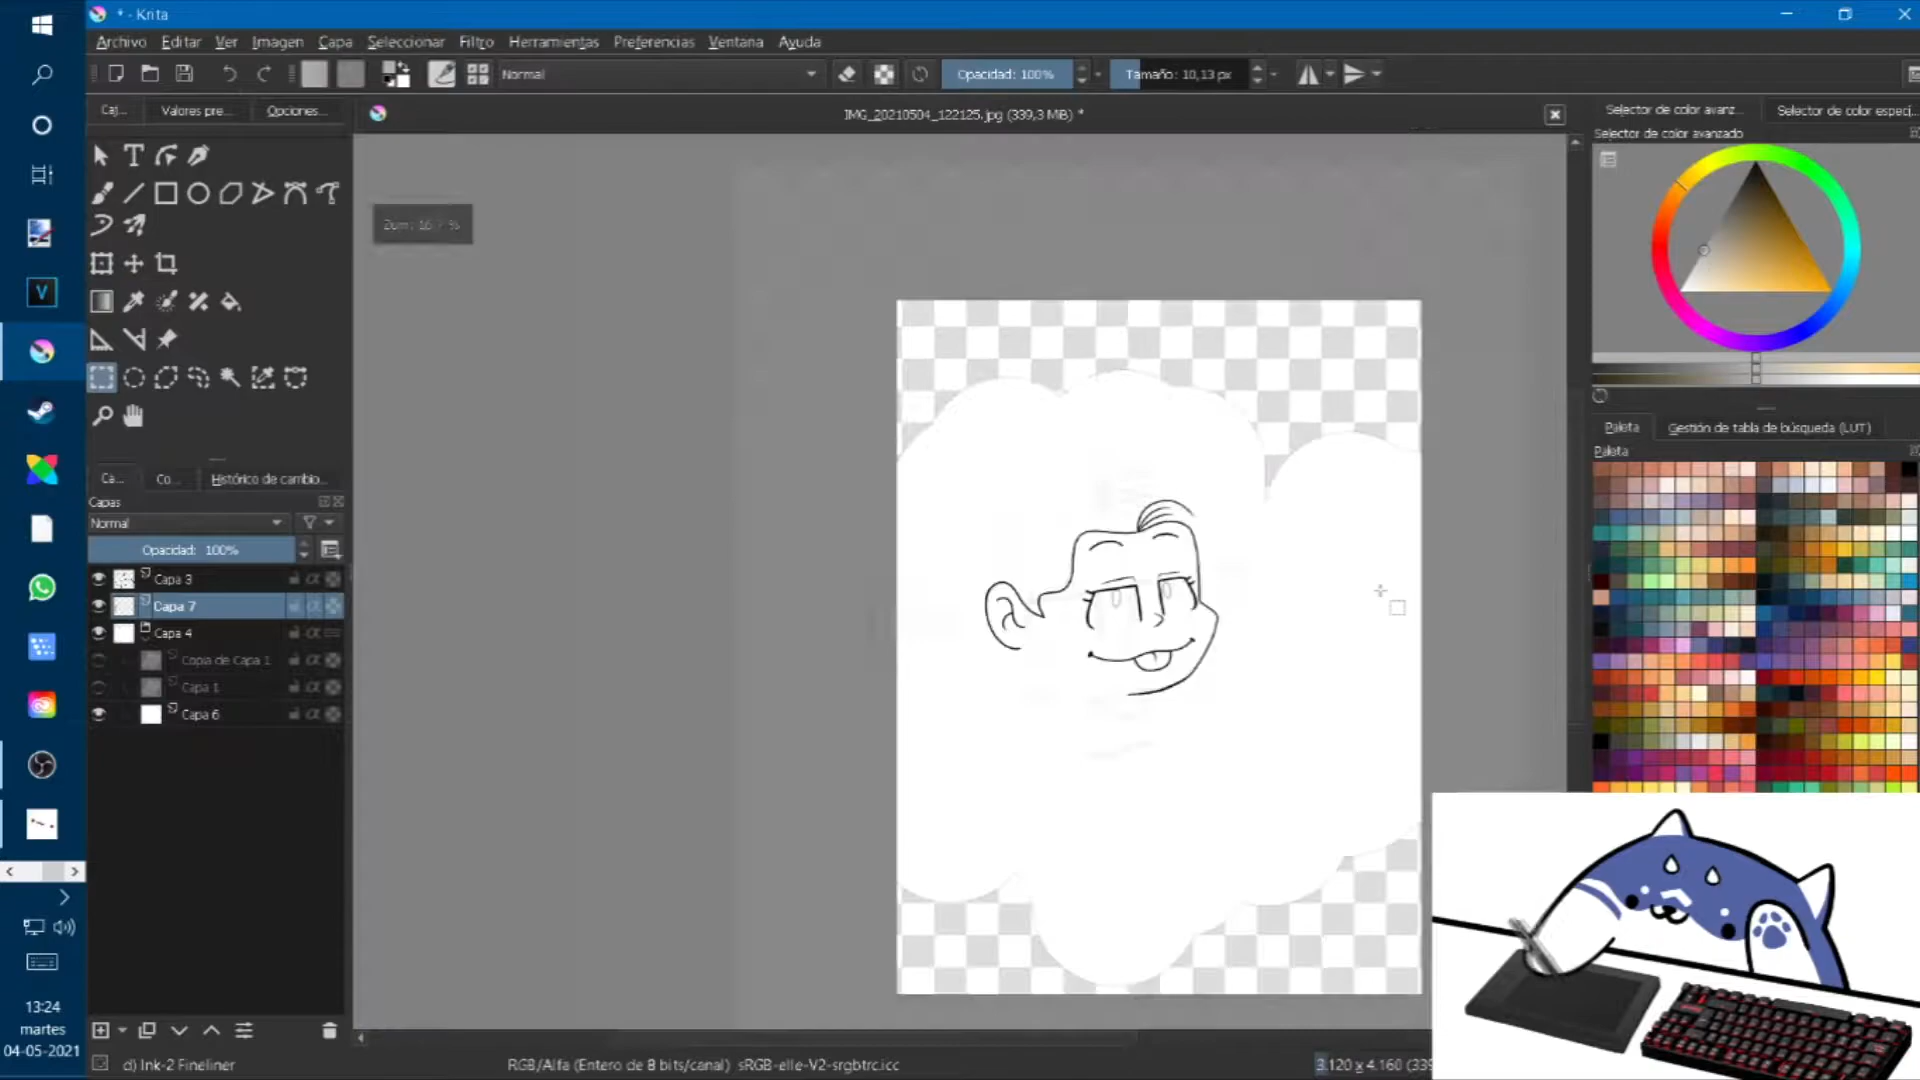 * - Krita
Archivo Editar Ver Imagen Capa Seleccionar Filtro Herramientas Preferencias Ventana Ayuda
Normal
Opacidad: 100%
Tamaño: 10,13 px
Caj...
Valores pre...
Opciones...
IMG_20210504_122125.jpg (339,3 MiB) *
Selector de color avanz...
Selector de color especí...
Selector de color avanzado
Paleta
Gestión de tabla de búsqueda (LUT)
Paleta
Ca...
Co...
Histórico de cambio...
Capas
Normal
Opacidad: 100%
Capa 3
Capa 7
Capa 4
Copia de Capa 1
Capa 1
Capa 6
13:24
martes
04-05-2021
d) Ink-2 Fineliner
RGB/Alfa (Entero de 8 bits/canal) sRGB-elle-V2-srgbtrc.icc
3.120 x 4.160 (339